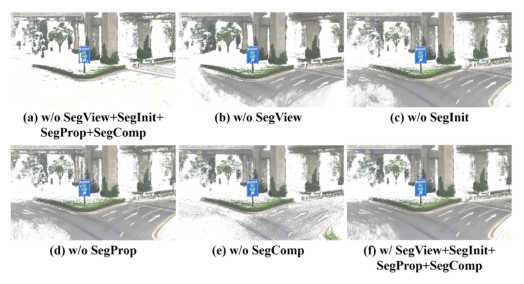 (a) w/o SegView+SegInit+
SegProp+SegComp
(b) w/o SegView
(c) w/o SegInit
(d) w/o SegProp
(e) w/o SegComp
(f) w/ SegView+SegInit+
SegProp+SegComp